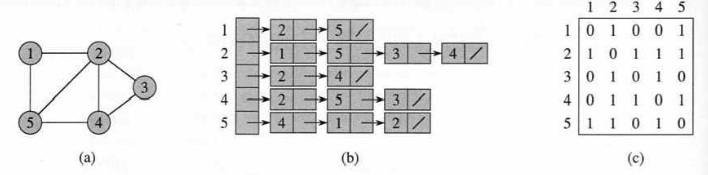 1 2 3 5 4
(a)
1 2 5 /
2 1 5 3 4 /
3 2 4 /
4 2 5 3 /
5 4 1 2 /
(b)
1 2 3 4 5
1 0 1 0 0 1
2 1 0 1 1 1
3 0 1 0 1 0
4 0 1 1 0 1
5 1 1 0 1 0
(c)